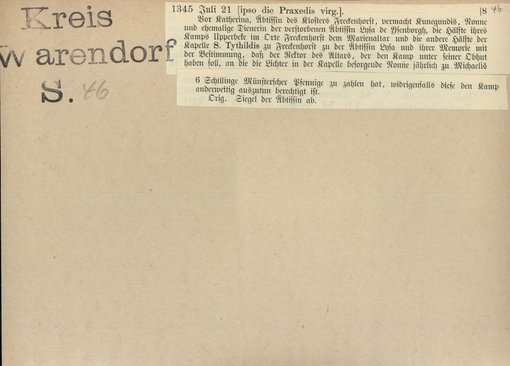 Kreis
Warendorf
S. 46
1345 Juli 21 [ipso die Praxedis virg.]. [8 46
Vor Katherina, Äbtissin des Klosters Freckenhorst, vermacht Kunegundis, Nonne
und ehemalige Dienerin der verstorbenen Äbtissin Lysa de Ysenborgh, die Hälfte ihres
Kamps Upperbeke im Orte Freckenhorst dem Marienaltar und die andere Hälfte der
Kapelle S. Tythildis zu Freckenhorst zu der Äbtissin Lysa und ihrer Memorie mit
der Bestimmung, daß der Rektor des Altars, der den Kamp unter seiner Obhut
haben soll, an die die Lichter in der Kapelle besorgende Nonne jährlich zu Michaelis
6 Schillinge Münsterscher Pfennige zu zahlen hat, widrigenfalls diese den Kamp
anderweitig auszutun berechtigt ist.
Orig. Siegel der Äbtissin ab.